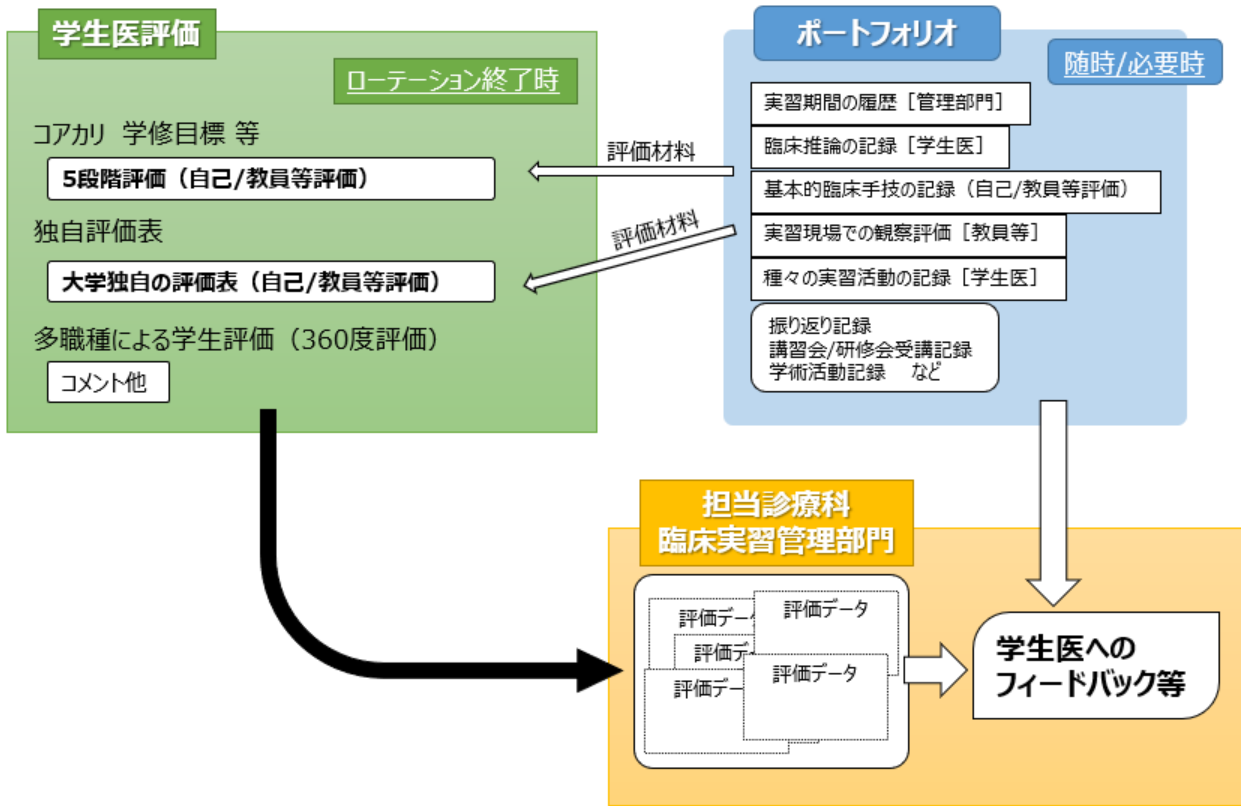 学生医評価
ローテーション終了時
コアカリ 学修目標 等
5段階評価（自己/教員等評価）
独自評価表
大学独自の評価表（自己/教員等評価）
多職種による学生評価（360度評価）
コメント他
評価材料
評価材料
ポートフォリオ
随時/必要時
実習期間の履歴［管理部門］
臨床推論の記録［学生医］
基本的臨床手技の記録（自己/教員等評価）
実習現場での観察評価［教員等］
種々の実習活動の記録［学生医］
振り返り記録
講習会/研修会受講記録
学術活動記録 など
担当診療科
臨床実習管理部門
評価データ
評価データ
評価デー
評価デー
評価データ
学生医への
フィードバック等